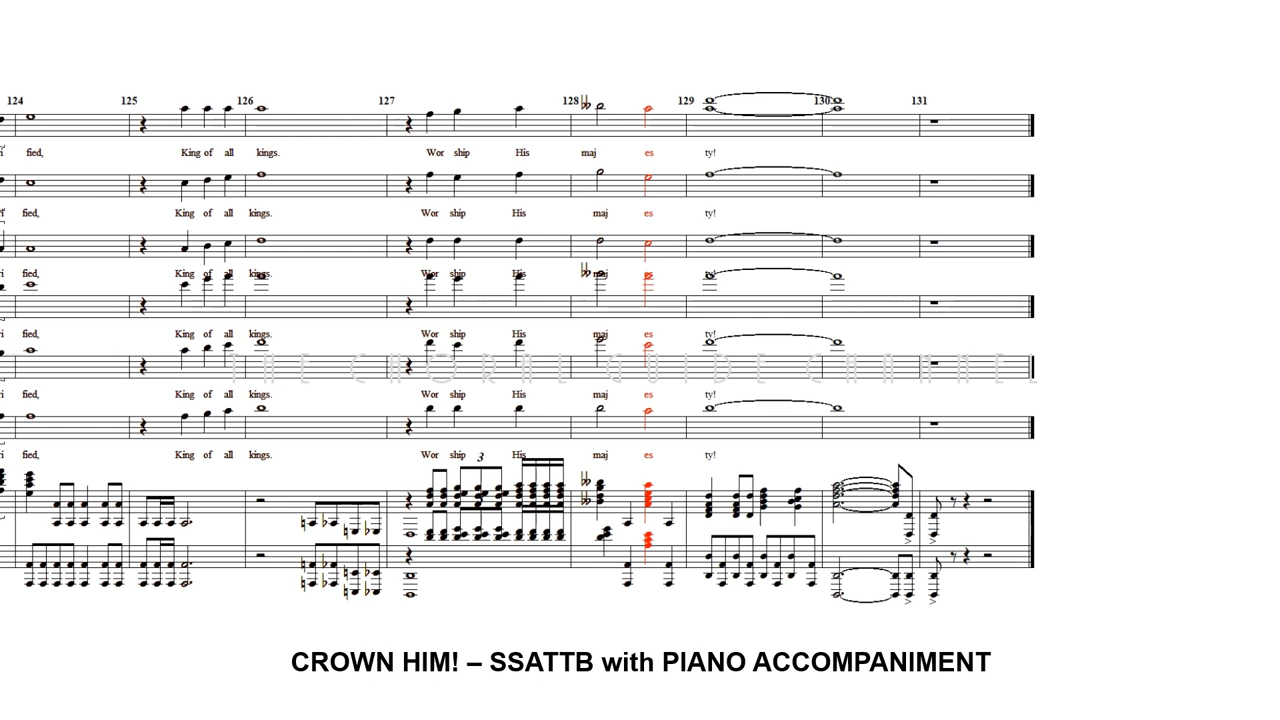 124 125 126 127 128 129 130 131
fied, King of all kings. Wor ship His maj es ty!
fied, King of all kings. Wor ship His maj es ty!
fied, King of all kings. Wor ship His maj es ty!
fied, King of all kings. Wor ship His maj es ty!
THE CHORAL GUIDE CHANNEL
fied, King of all kings. Wor ship His maj es ty!
fied, King of all kings. Wor ship His maj es ty!
3
CROWN HIM! – SSATTB with PIANO ACCOMPANIMENT